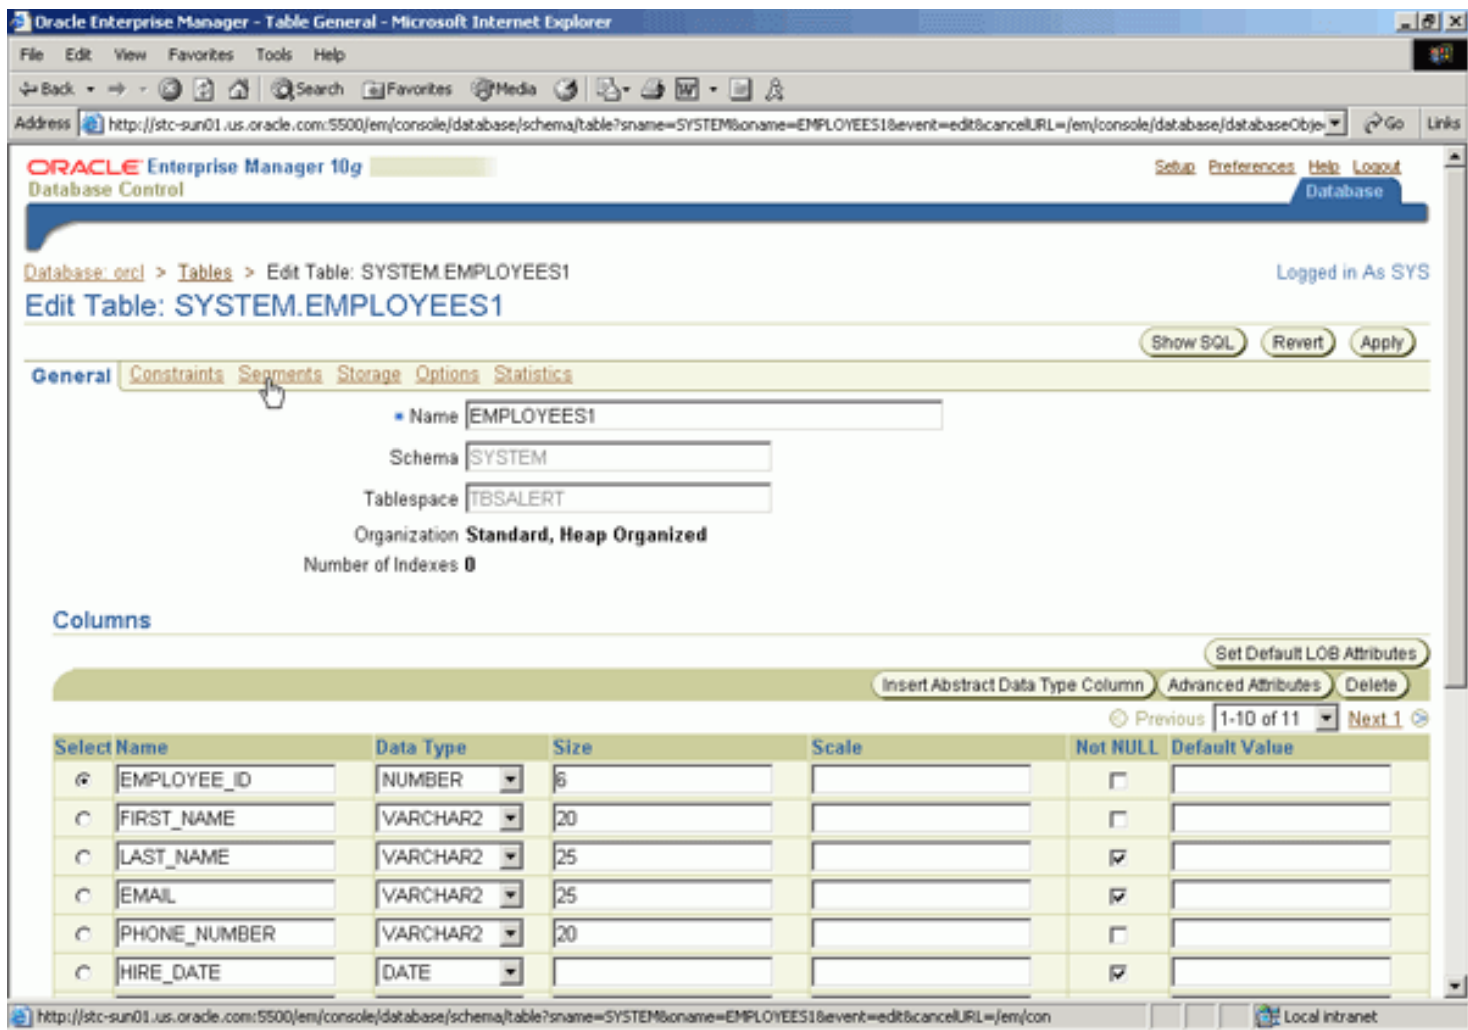 Oracle Enterprise Manager - Table General - Microsoft Internet Explorer
File Edit View Favorites Tools Help
Back Search Favorites Media
Address http://stc-sun01.us.oracle.com:5500/em/console/database/schema/table?sname=SYSTEM&oname=EMPLOYEES1&event=edit&cancelURL=/em/console/database/databaseObje Go Links
ORACLE Enterprise Manager 10g
Setup Preferences Help Logout
Database Control
Database
Database: orcl > Tables > Edit Table: SYSTEM.EMPLOYEES1 Logged in As SYS
Edit Table: SYSTEM.EMPLOYEES1
Show SQL Revert Apply
General Constraints Segments Storage Options Statistics
Name EMPLOYEES1
Schema SYSTEM
Tablespace TBSALERT
Organization Standard, Heap Organized
Number of Indexes 0
Columns
Set Default LOB Attributes
Insert Abstract Data Type Column Advanced Attributes Delete
Previous 1-10 of 11 Next 1
Select Name Data Type Size Scale Not NULL Default Value
EMPLOYEE_ID NUMBER 6
FIRST_NAME VARCHAR2 20
LAST_NAME VARCHAR2 25
EMAIL VARCHAR2 25
PHONE_NUMBER VARCHAR2 20
HIRE_DATE DATE
http://stc-sun01.us.oracle.com:5500/em/console/database/schema/table?sname=SYSTEM&oname=EMPLOYEES1&event=edit&cancelURL=/em/con Local intranet